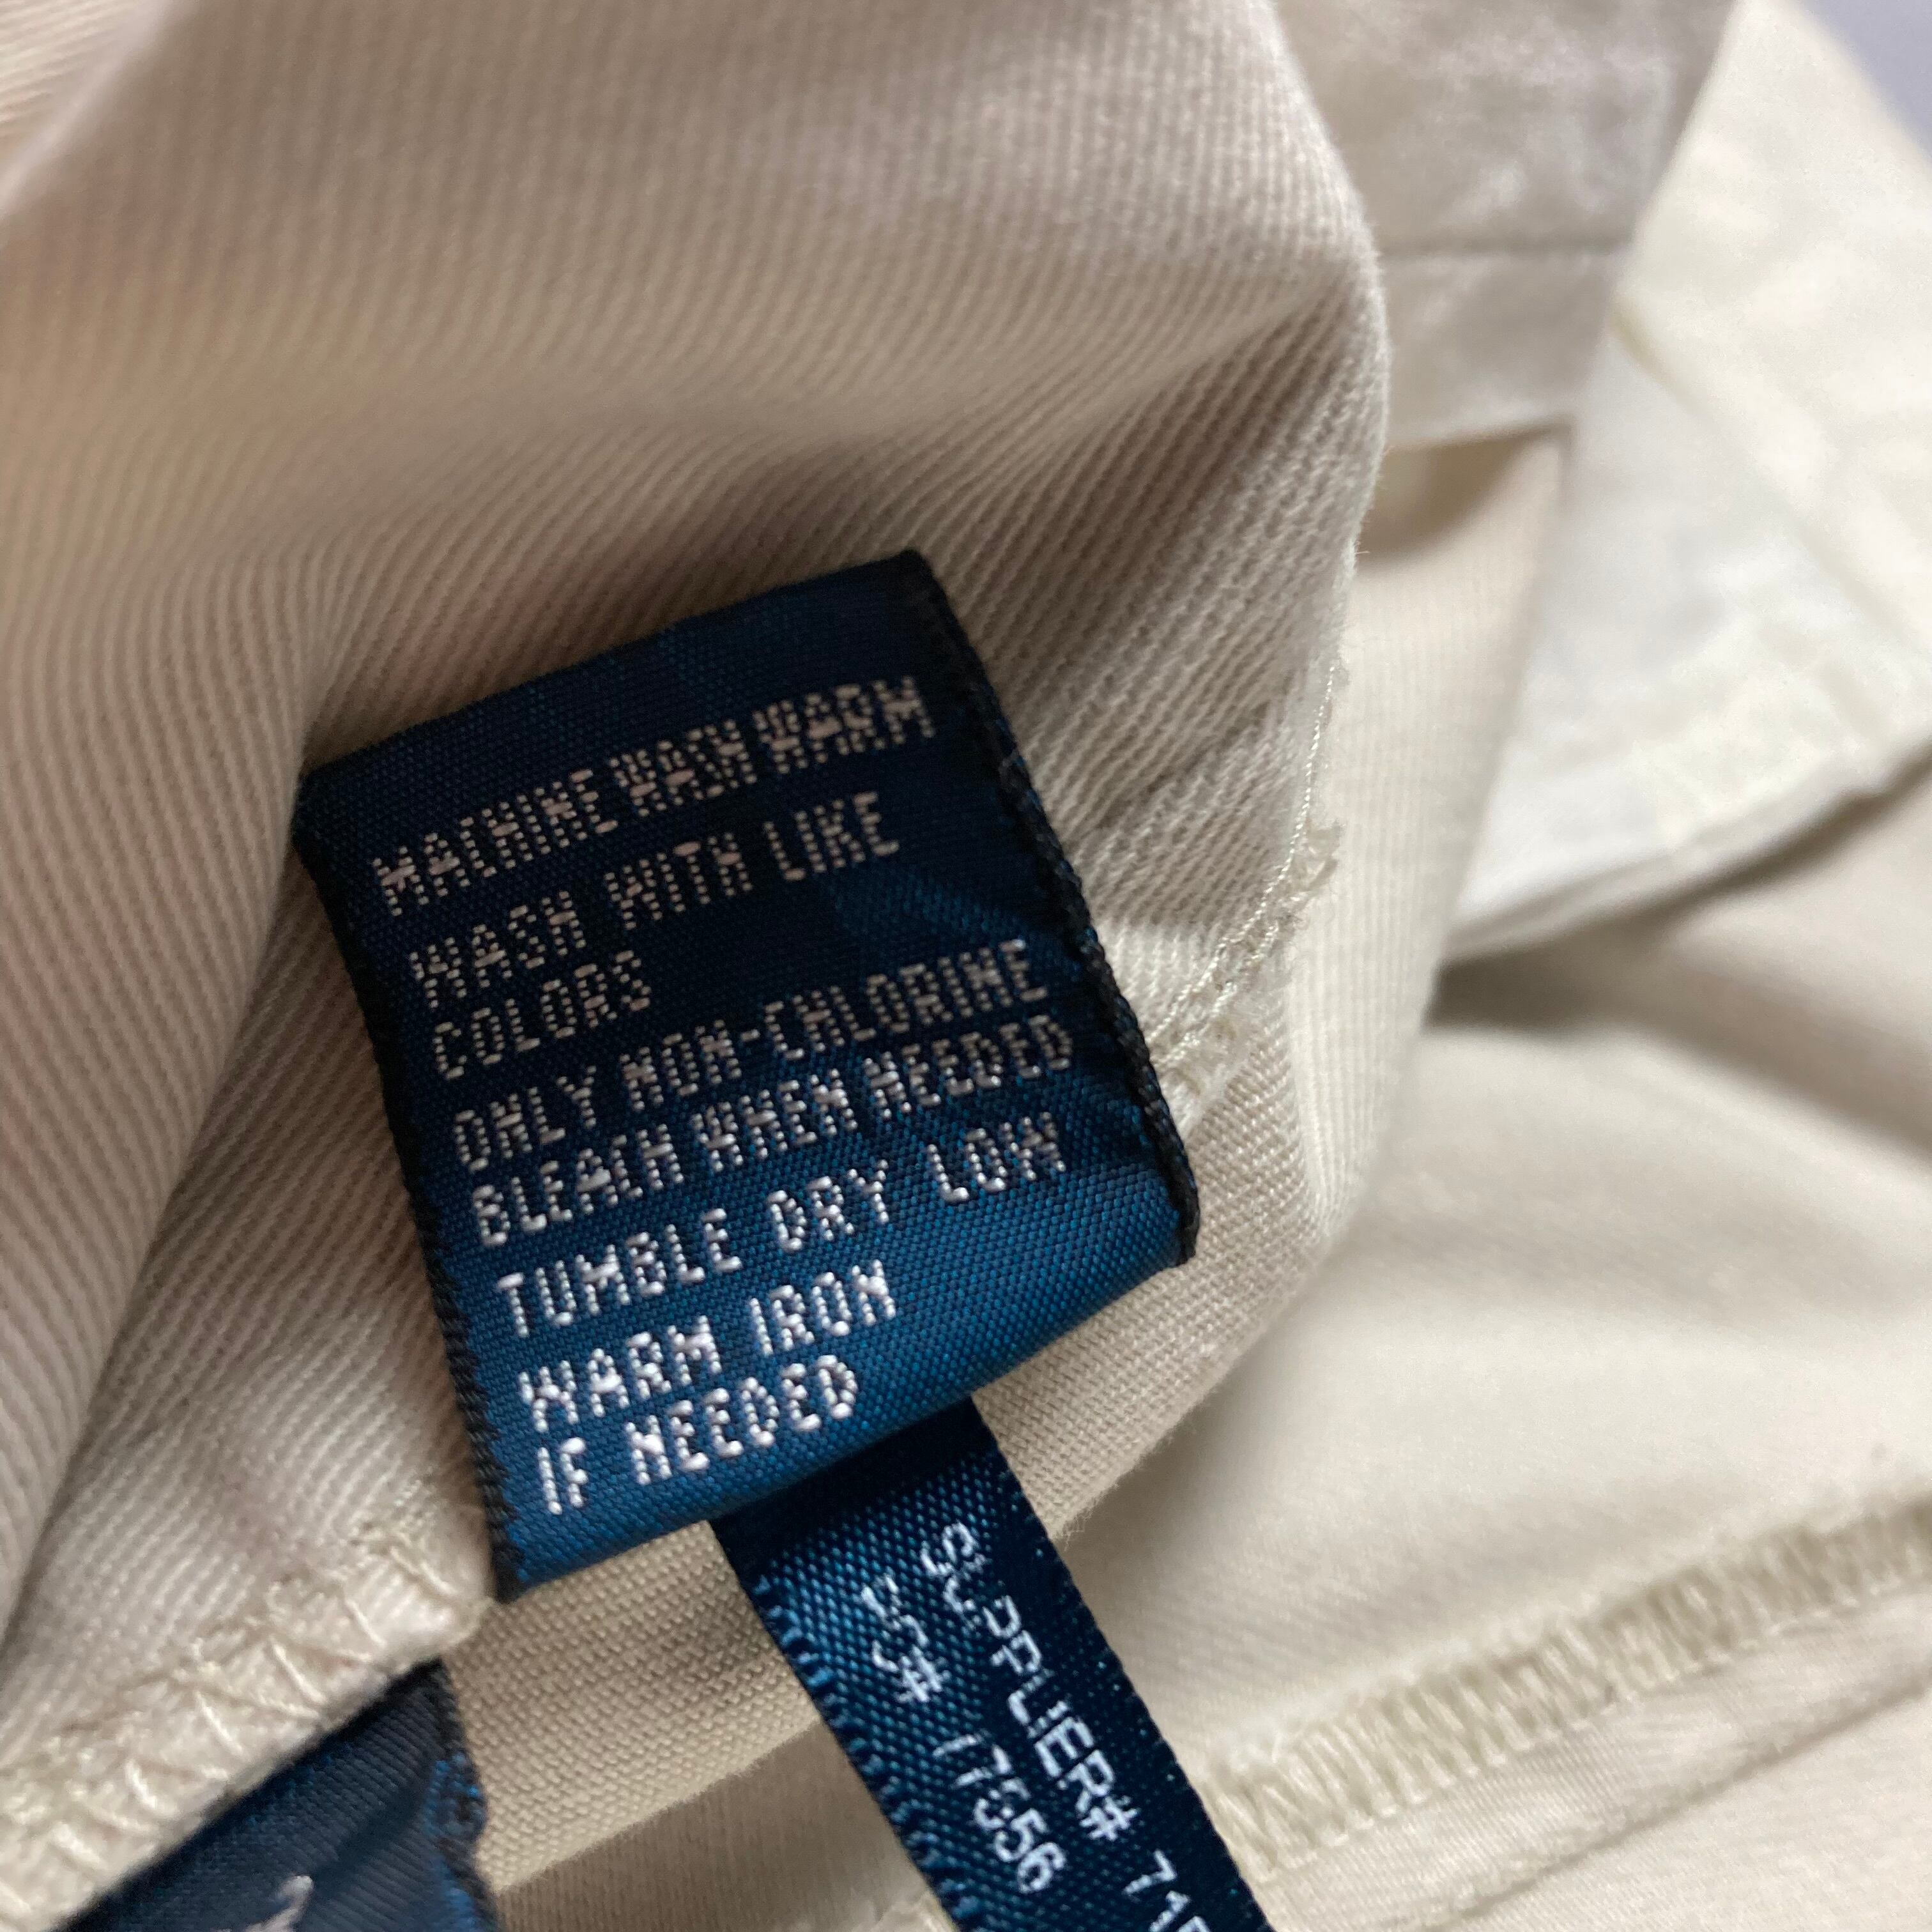 MACHINE WASH WARM
WASH WITH LIKE
COLORS
ONLY NON-CHLORINE
BLEACH WHEN NEEDED
TUMBLE DRY LOW
WARM IRON
IF NEEDED
SUPPLIER#